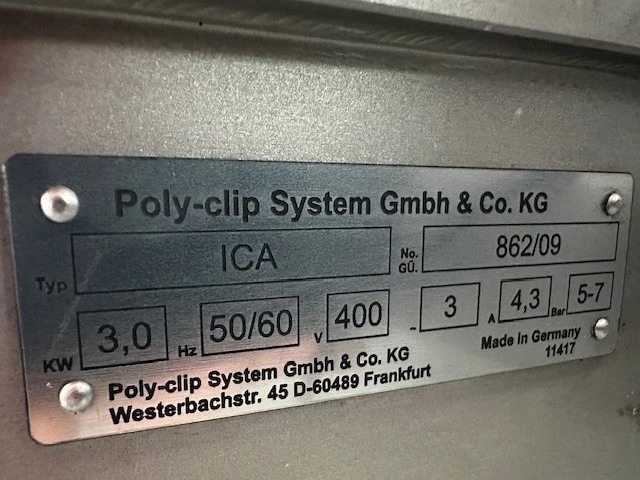 Poly-clip System Gmbh & Co. KG
Typ ICA No. GÜ. 862/09
KW 3,0 Hz 50/60 V 400 ~ 3 A 4,3 Bar 5-7
Poly-clip System Gmbh & Co. KG Made in Germany
Westerbachstr. 45 D-60489 Frankfurt 11417